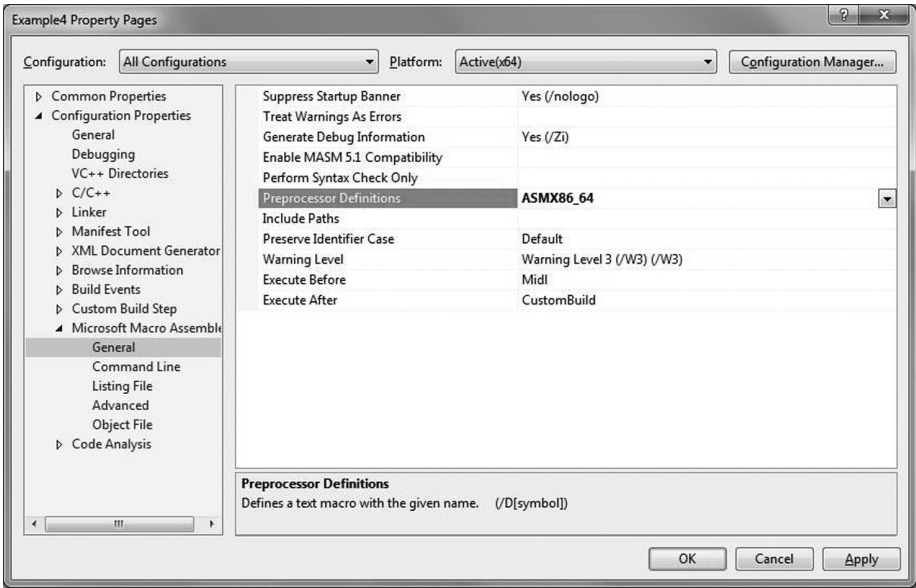 Example4 Property Pages
Configuration: All Configurations Platform: Active(x64) Configuration Manager...
Common Properties
Configuration Properties
General
Debugging
VC++ Directories
C/C++
Linker
Manifest Tool
XML Document Generator
Browse Information
Build Events
Custom Build Step
Microsoft Macro Assemble
General
Command Line
Listing File
Advanced
Object File
Code Analysis
Suppress Startup Banner Yes (/nologo)
Treat Warnings As Errors
Generate Debug Information Yes (/Zi)
Enable MASM 5.1 Compatibility
Perform Syntax Check Only
Preprocessor Definitions ASMX86_64
Include Paths
Preserve Identifier Case Default
Warning Level Warning Level 3 (/W3) (/W3)
Execute Before Midl
Execute After CustomBuild
Preprocessor Definitions
Defines a text macro with the given name. (/D[symbol])
OK Cancel Apply